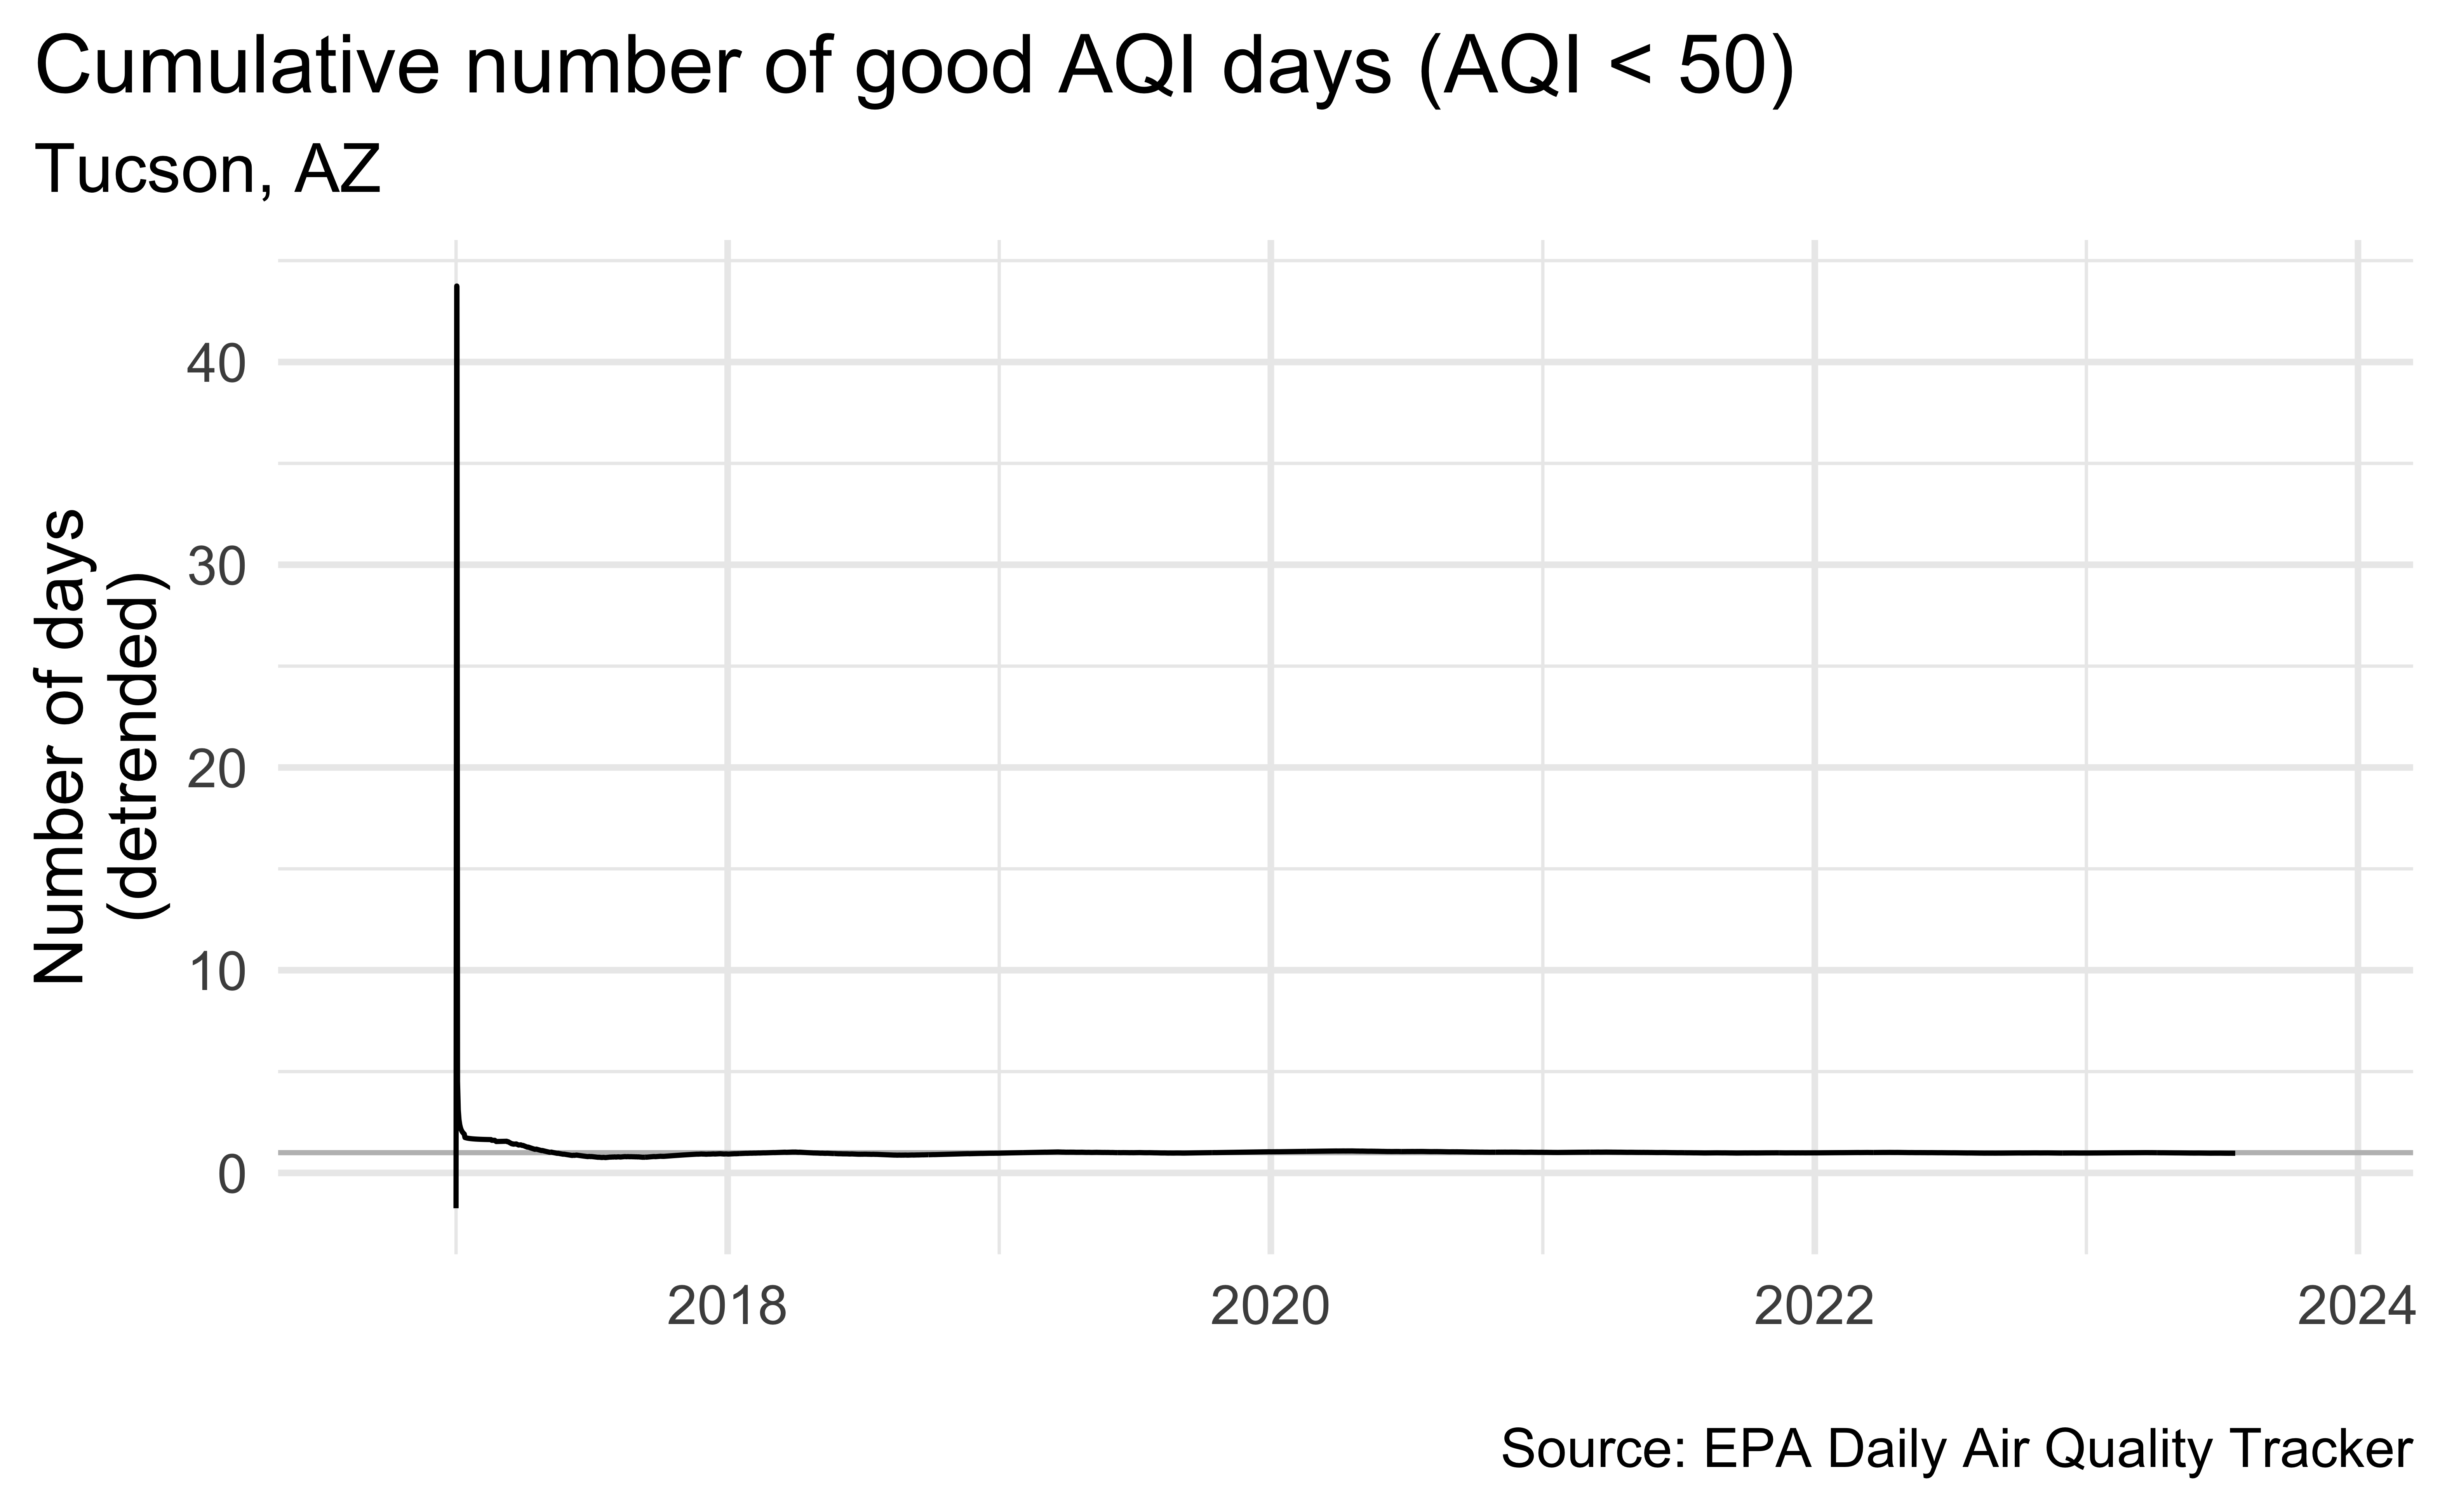 Cumulative number of good AQI days (AQI < 50)
Tucson, AZ
Number of days
(detrended)
40
30
20
10
0
2018
2020
2022
2024
Source: EPA Daily Air Quality Tracker